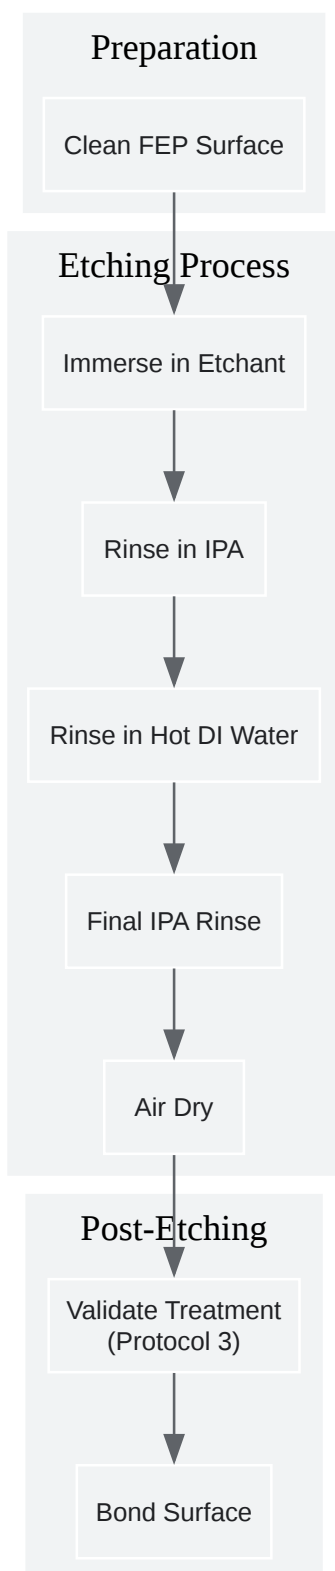 Preparation
Clean FEP Surface
Etching Process
Immerse in Etchant
Rinse in IPA
Rinse in Hot DI Water
Final IPA Rinse
Air Dry
Post-Etching
Validate Treatment
(Protocol 3)
Bond Surface